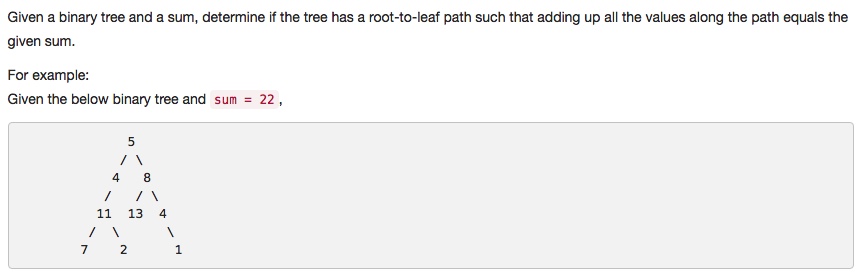 Given a binary tree and a sum, determine if the tree has a root-to-leaf path such that adding up all the values along the path equals the
given sum.
For example:
Given the below binary tree and sum = 22 ,
5
/ \
4 8
/ / \
11 13 4
/ \ \
7 2 1